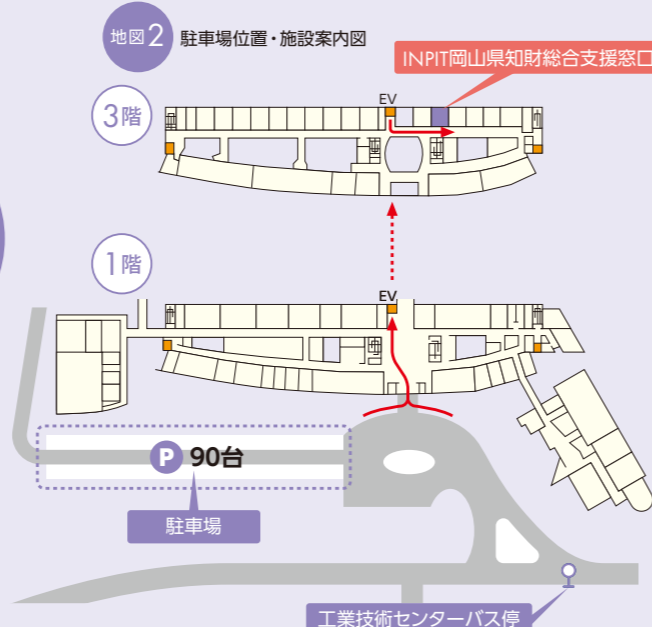 地図2 駐車場位置・施設案内図
INPIT岡山県知財総合支援窓口
3階
EV
1階
EV
P 90台
駐車場
工業技術センターバス停